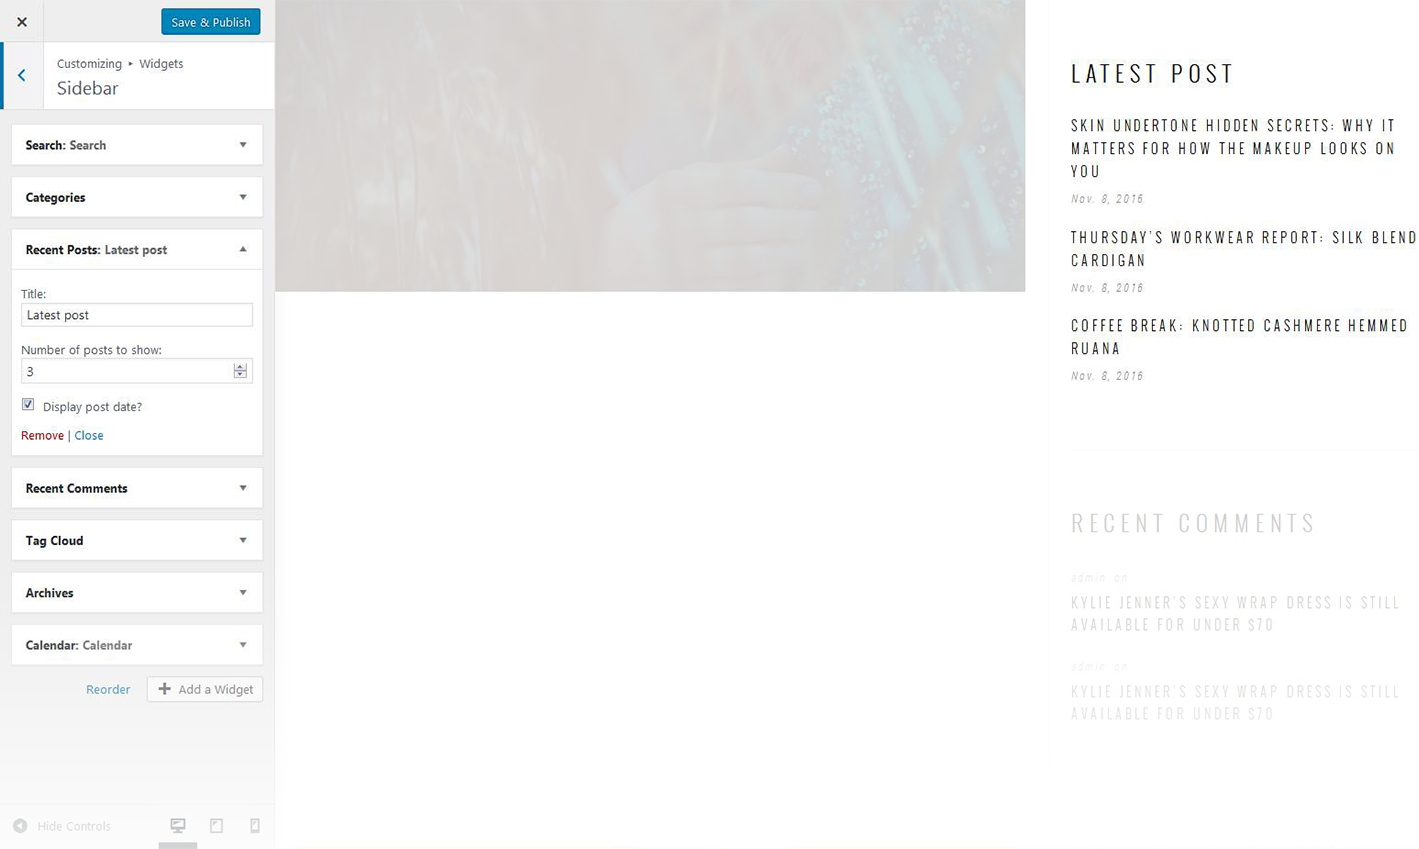 Save & Publish
Customizing ▸ Widgets
Sidebar
Search: Search
Categories
Recent Posts: Latest post
Title:
Latest post
Number of posts to show:
3
Display post date?
Remove | Close
Recent Comments
Tag Cloud
Archives
Calendar: Calendar
Reorder
Add a Widget
Hide Controls
LATEST POST
SKIN UNDERTONE HIDDEN SECRETS: WHY IT
MATTERS FOR HOW THE MAKEUP LOOKS ON
YOU
Nov. 8, 2016
THURSDAY'S WORKWEAR REPORT: SILK BLEND
CARDIGAN
Nov. 8, 2016
COFFEE BREAK: KNOTTED CASHMERE HEMMED
RUANA
Nov. 8, 2016
RECENT COMMENTS
admin on
KYLIE JENNER'S SEXY WRAP DRESS IS STILL
AVAILABLE FOR UNDER $70
admin on
KYLIE JENNER'S SEXY WRAP DRESS IS STILL
AVAILABLE FOR UNDER $70